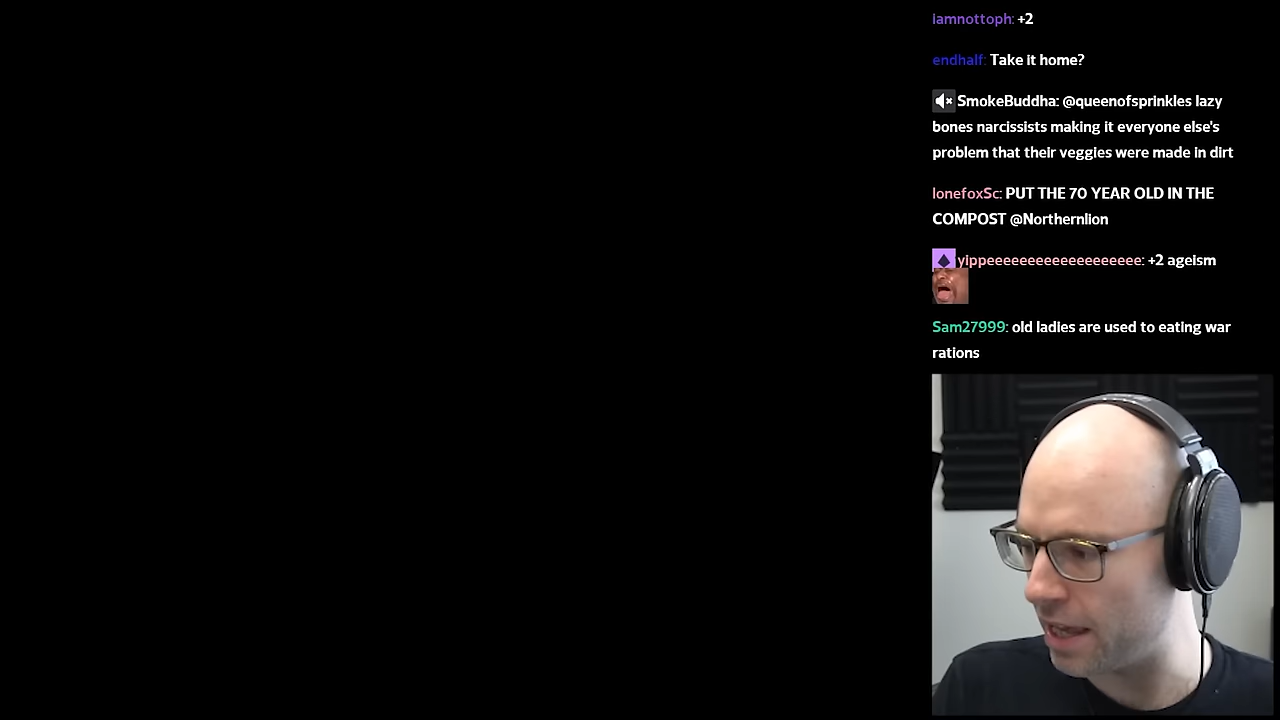 iamnottoph: +2
endhalf: Take it home?
SmokeBuddha: @queenofsprinkles lazy
bones narcissists making it everyone else's
problem that their veggies were made in dirt
lonefoxSc: PUT THE 70 YEAR OLD IN THE
COMPOST @Northernlion
yippeeeeeeeeeeeeeeeeeee: +2 ageism
Sam27999: old ladies are used to eating war
rations